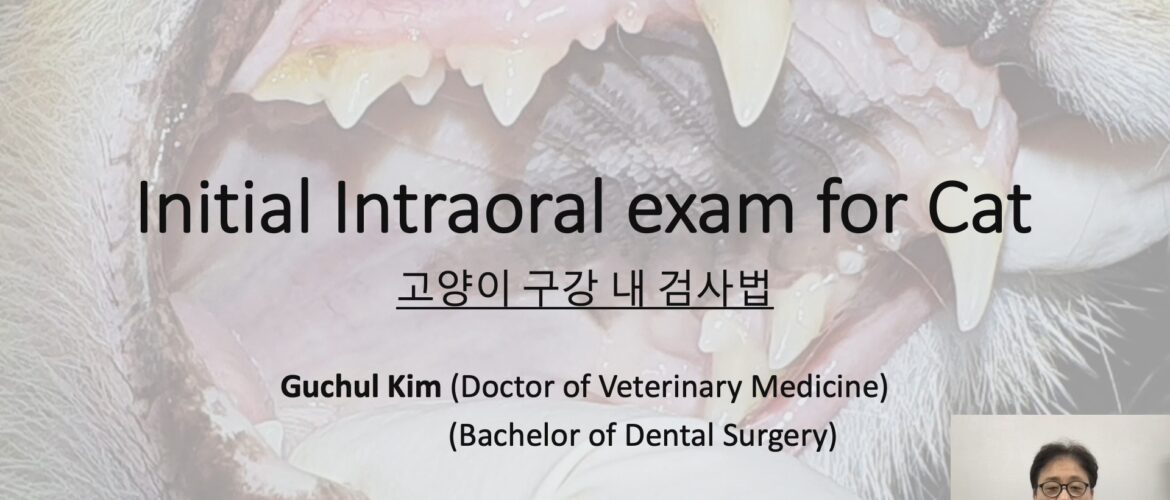 Initial Intraoral exam for Cat
고양이 구강 내 검사법
Guchul Kim (Doctor of Veterinary Medicine)
(Bachelor of Dental Surgery)